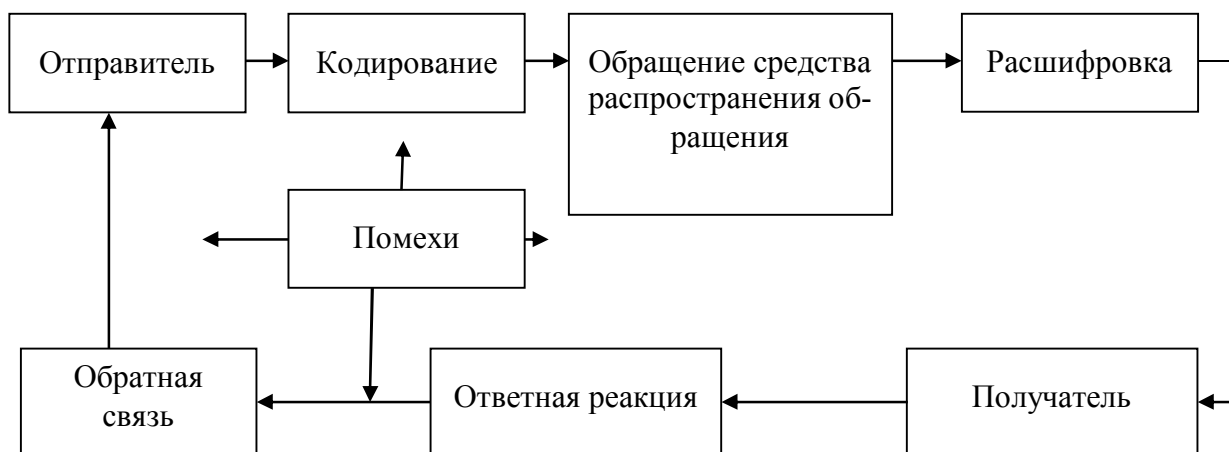 Отправитель
Кодирование
Обращение средства
распространения об-
ращения
Расшифровка
Помехи
Обратная
связь
Ответная реакция
Получатель